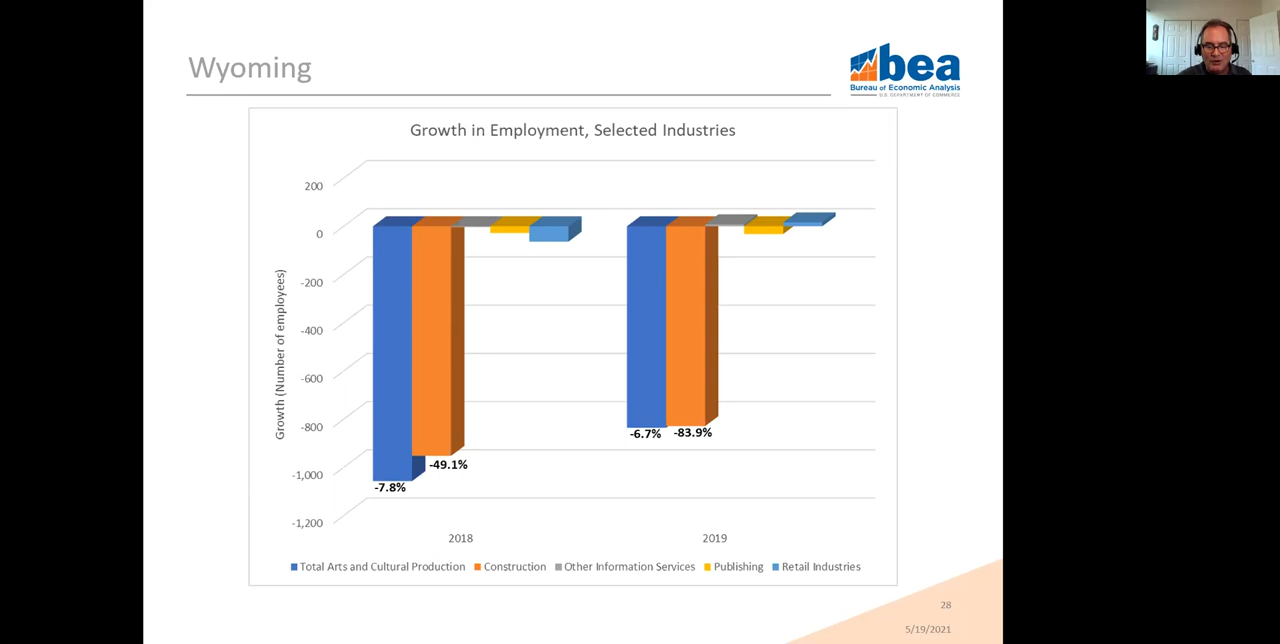 Wyoming
bea
Bureau of Economic Analysis
U.S. DEPARTMENT OF COMMERCE
Growth in Employment, Selected Industries
Growth (Number of employees)
200
0
-200
-400
-600
-800
-1,000
-1,200
-7.8%
-49.1%
-6.7%
-83.9%
2018
2019
Total Arts and Cultural Production Construction Other Information Services Publishing Retail Industries
28
5/19/2021